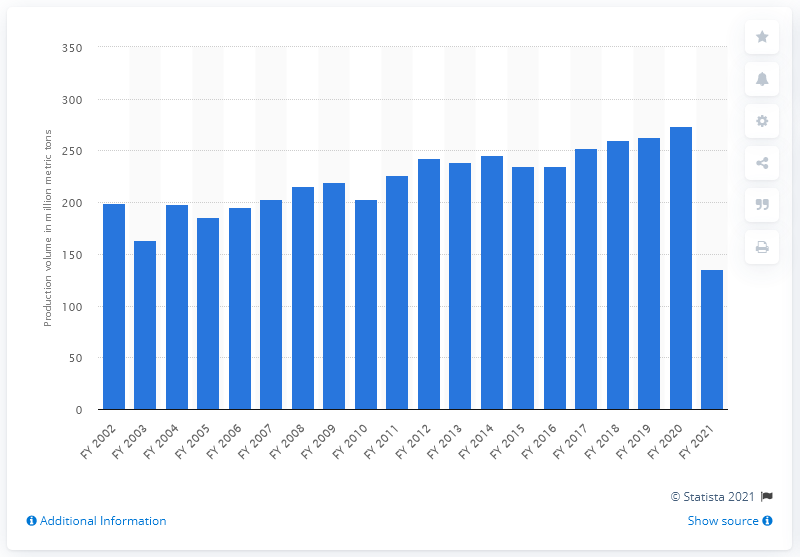 350
300
250
200
150
100
50
0
Production volume in million metric tons
FY 2002
FY 2003
FY 2004
FY 2005
FY 2006
FY 2007
FY 2008
FY 2009
FY 2010
FY 2011
FY 2012
FY 2013
FY 2014
FY 2015
FY 2016
FY 2017
FY 2018
FY 2019
FY 2020
FY 2021
© Statista 2021
Additional Information
Show source